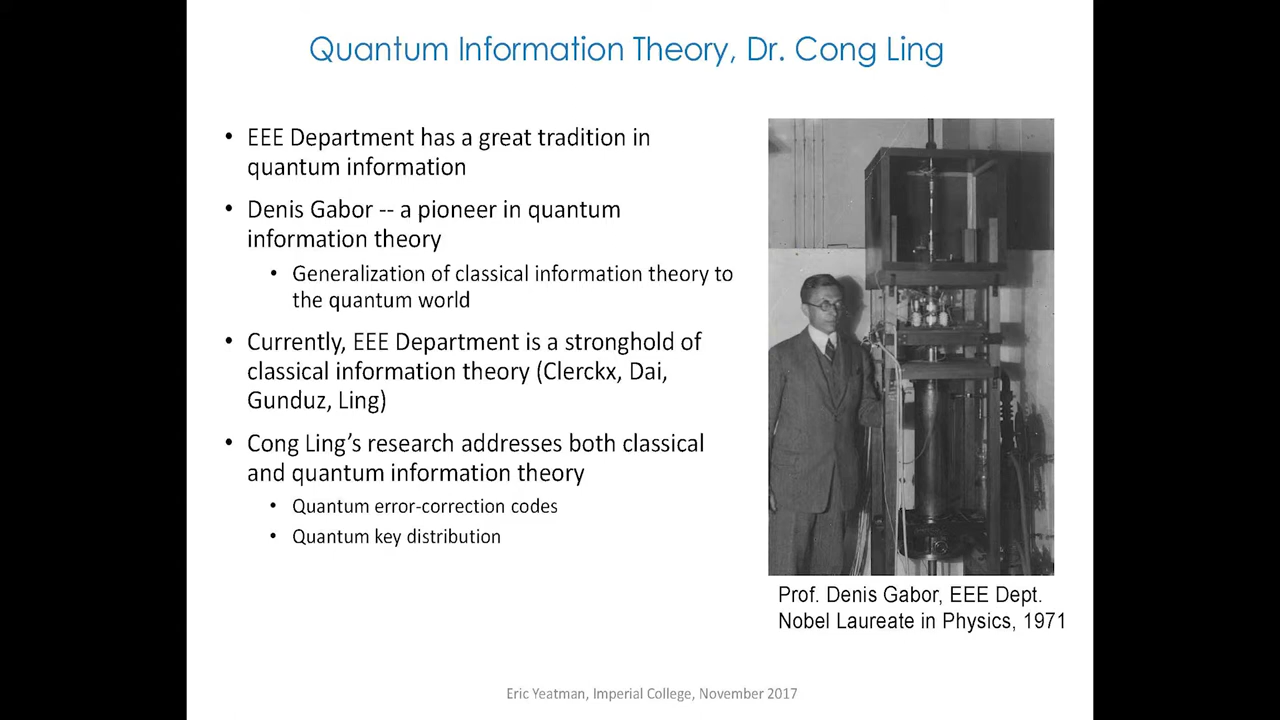 Quantum Information Theory, Dr. Cong Ling
• EEE Department has a great tradition in
quantum information
• Denis Gabor -- a pioneer in quantum
information theory
• Generalization of classical information theory to
the quantum world
• Currently, EEE Department is a stronghold of
classical information theory (Clerckx, Dai,
Gunduz, Ling)
• Cong Ling’s research addresses both classical
and quantum information theory
• Quantum error-correction codes
• Quantum key distribution
Prof. Denis Gabor, EEE Dept.
Nobel Laureate in Physics, 1971
Eric Yeatman, Imperial College, November 2017